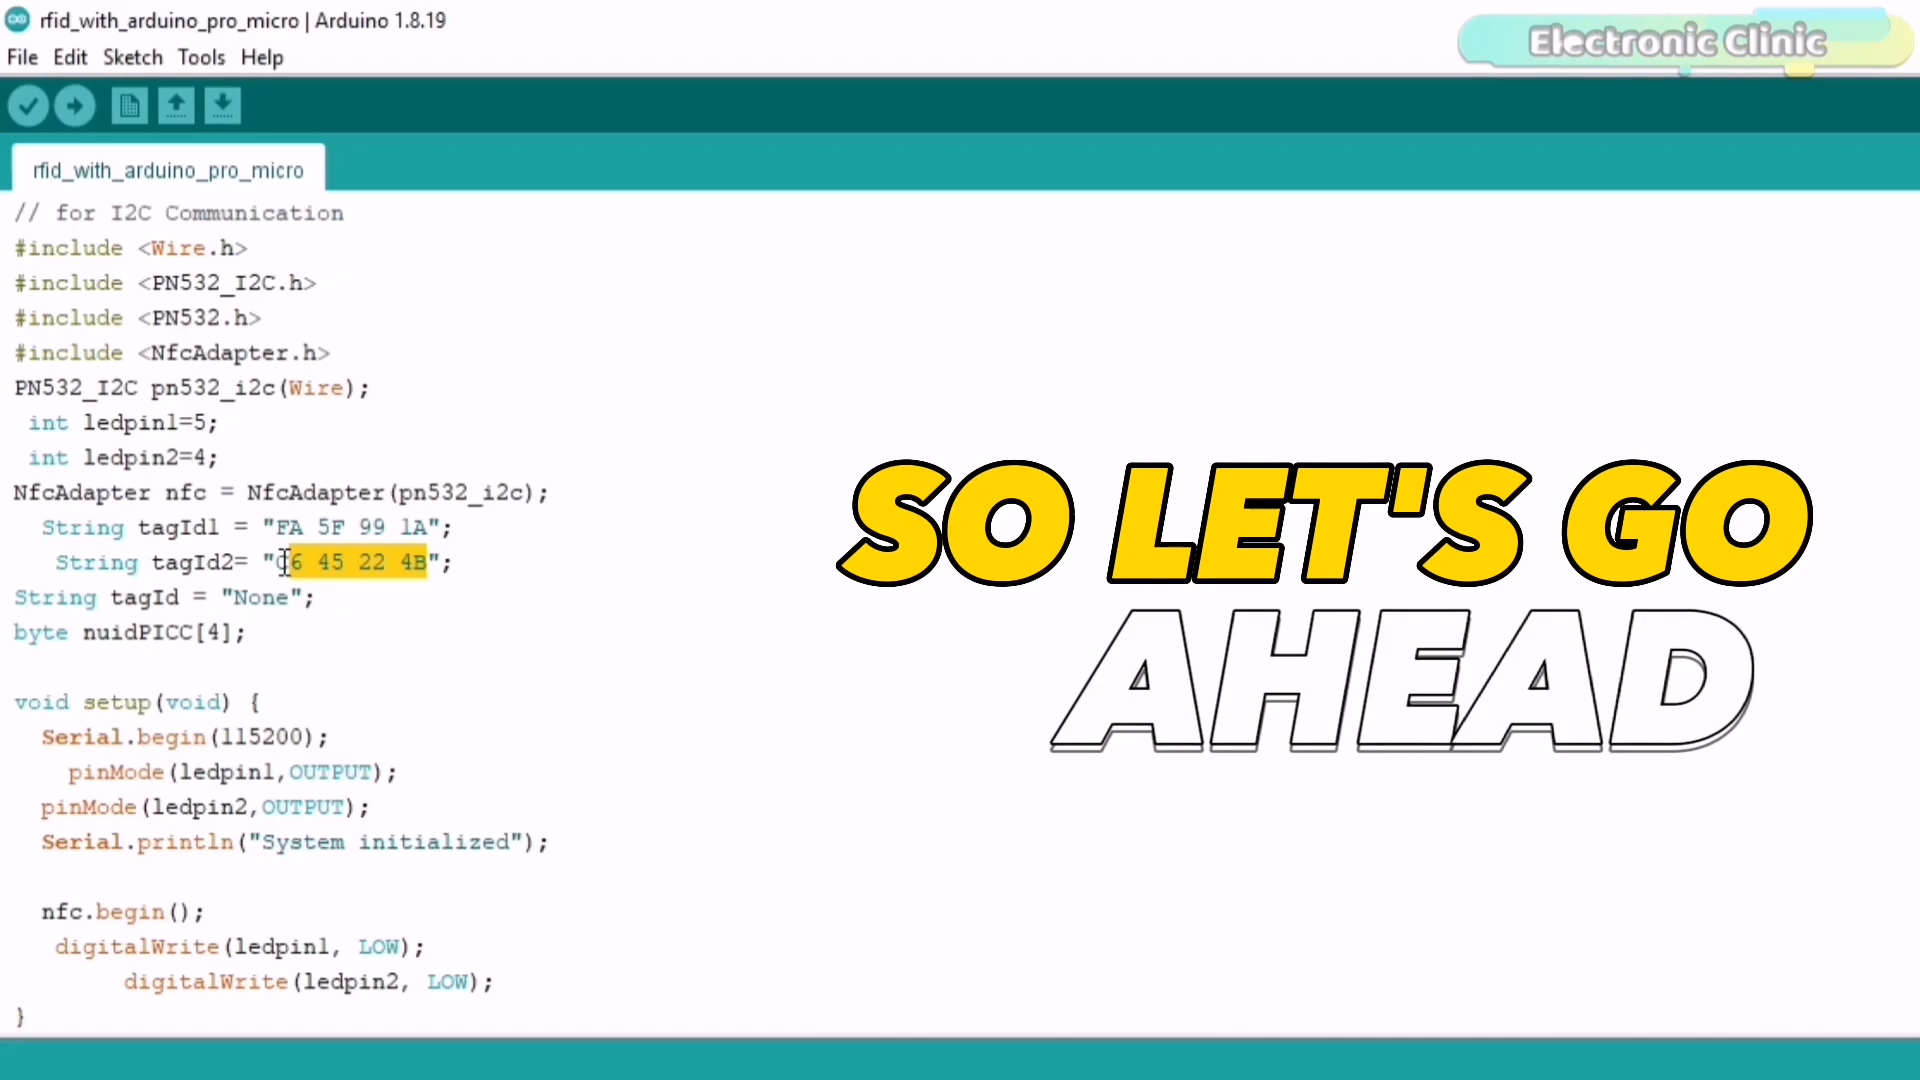 rfid_with_arduino_pro_micro | Arduino 1.8.19
Electronic Clinic
File Edit Sketch Tools Help
rfid_with_arduino_pro_micro
// for I2C Communication
#include <Wire.h>
#include <PN532_I2C.h>
#include <PN532.h>
#include <NfcAdapter.h>
PN532_I2C pn532_i2c(Wire);
int ledpin1=5;
int ledpin2=4;
NfcAdapter nfc = NfcAdapter(pn532_i2c);
String tagId1 = "FA 5F 99 1A";
String tagId2= " 45 22 4B";
String tagId = "None";
byte nuidPICC[4];
void setup(void) {
Serial.begin(115200);
pinMode(ledpin1,OUTPUT);
pinMode(ledpin2,OUTPUT);
Serial.println("System initialized");
nfc.begin();
digitalWrite(ledpin1, LOW);
digitalWrite(ledpin2, LOW);
}
SO LET'S GO
AHEAD